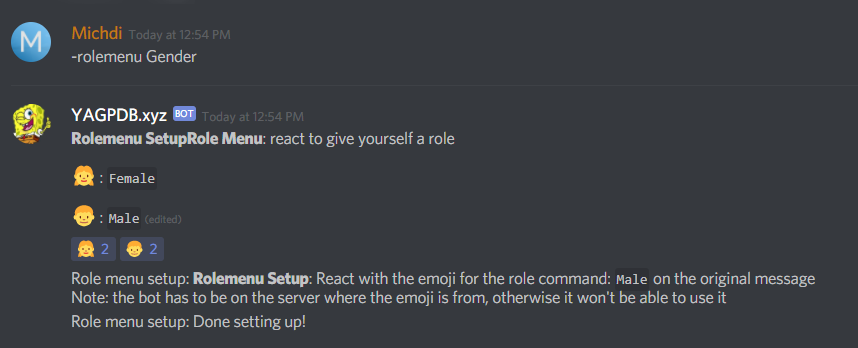 M
Michdi Today at 12:54 PM
-rolemenu Gender
YAGPDB.xyz BOT Today at 12:54 PM
Rolemenu SetupRole Menu: react to give yourself a role
: Female
: Male (edited)
2 2
Role menu setup: Rolemenu Setup: React with the emoji for the role command: Male on the original message
Note: the bot has to be on the server where the emoji is from, otherwise it won't be able to use it
Role menu setup: Done setting up!